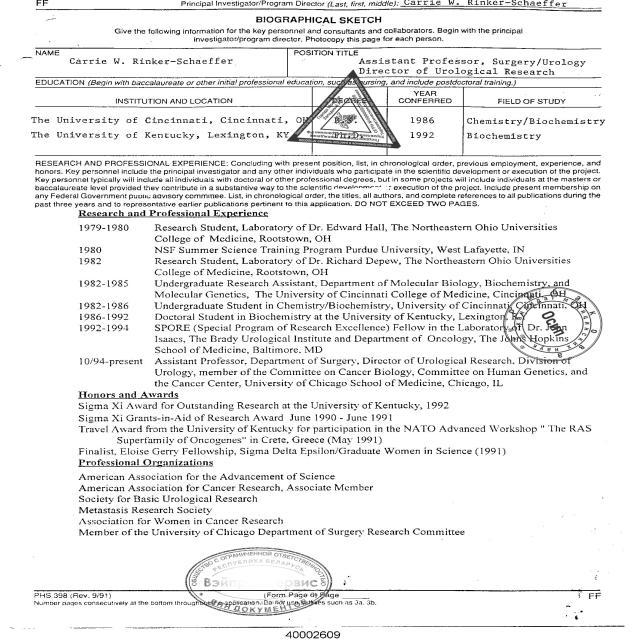 FF Principal Investigator/Program Director (Last, first, middle): Carrie W. Rinker-Schaeffer
BIOGRAPHICAL SKETCH
Give the following information for the key personnel and consultants and collaborators. Begin with the principal
investigator/program director. Photocopy this page for each person.
NAME
Carrie W. Rinker-Schaeffer
POSITION TITLE
Assistant Professor, Surgery/Urology
Director of Urological Research
EDUCATION (Begin with baccalaureate or other initial professional education, such as nursing, and include postdoctoral training.)
INSTITUTION AND LOCATION DEGREE YEAR CONFERRED FIELD OF STUDY
The University of Cincinnati, Cincinnati, OH B.S. 1986 Chemistry/Biochemistry
The University of Kentucky, Lexington, KY Ph.D. 1992 Biochemistry
RESEARCH AND PROFESSIONAL EXPERIENCE: Concluding with present position, list, in chronological order, previous employment, experience, and
honors. Key personnel include the principal investigator and any other individuals who participate in the scientific development or execution of the project.
Key personnel typically will include all individuals with doctoral or other professional degrees, but in some projects will include individuals at the masters or
baccalaureate level provided they contribute in a substantive way to the scientific development or execution of the project. Include present membership on
any Federal Government public advisory committee. List, in chronological order, the titles, all authors, and complete references to all publications during the
past three years and to representative earlier publications pertinent to this application. DO NOT EXCEED TWO PAGES.
Research and Professional Experience
1979-1980 Research Student, Laboratory of Dr. Edward Hall, The Northeastern Ohio Universities
College of Medicine, Rootstown, OH
1980 NSF Summer Science Training Program Purdue University, West Lafayette, IN
1982 Research Student, Laboratory of Dr. Richard Depew, The Northeastern Ohio Universities
College of Medicine, Rootstown, OH
1982-1985 Undergraduate Research Assistant, Department of Molecular Biology, Biochemistry, and
Molecular Genetics, The University of Cincinnati College of Medicine, Cincinnati, OH
1982-1986 Undergraduate Student in Chemistry/Biochemistry, University of Cincinnati, Cincinnati, OH
1986-1992 Doctoral Student in Biochemistry at the University of Kentucky, Lexington,
1992-1994 SPORE (Special Program of Research Excellence) Fellow in the Laboratory of Dr. John
Isaacs, The Brady Urological Institute and Department of Oncology, The Johns Hopkins
School of Medicine, Baltimore, MD
10/94-present Assistant Professor, Department of Surgery, Director of Urological Research, Division of
Urology, member of the Committee on Cancer Biology, Committee on Human Genetics, and
the Cancer Center, University of Chicago School of Medicine, Chicago, IL
Honors and Awards
Sigma Xi Award for Outstanding Research at the University of Kentucky, 1992
Sigma Xi Grants-in-Aid of Research Award June 1990 - June 1991
Travel Award from the University of Kentucky for participation in the NATO Advanced Workshop " The RAS
Superfamily of Oncogenes" in Crete, Greece (May 1991)
Finalist, Eloise Gerry Fellowship, Sigma Delta Epsilon/Graduate Women in Science (1991)
Professional Organizations
American Association for the Advancement of Science
American Association for Cancer Research, Associate Member
Society for Basic Urological Research
Metastasis Research Society
Association for Women in Cancer Research
Member of the University of Chicago Department of Surgery Research Committee
ОБЩЕСТВО С ОГРАНИЧЕННОЙ ОТВЕТСТВЕННОСТЬЮ
РЕСПУБЛИКА БЕЛАРУСЬ
PHS 398 (Rev. 9/91) (Form Page 6) Page FF
Number pages consecutively at the bottom throughout the application. Do not use suffixes such as 3a, 3b.
40002609